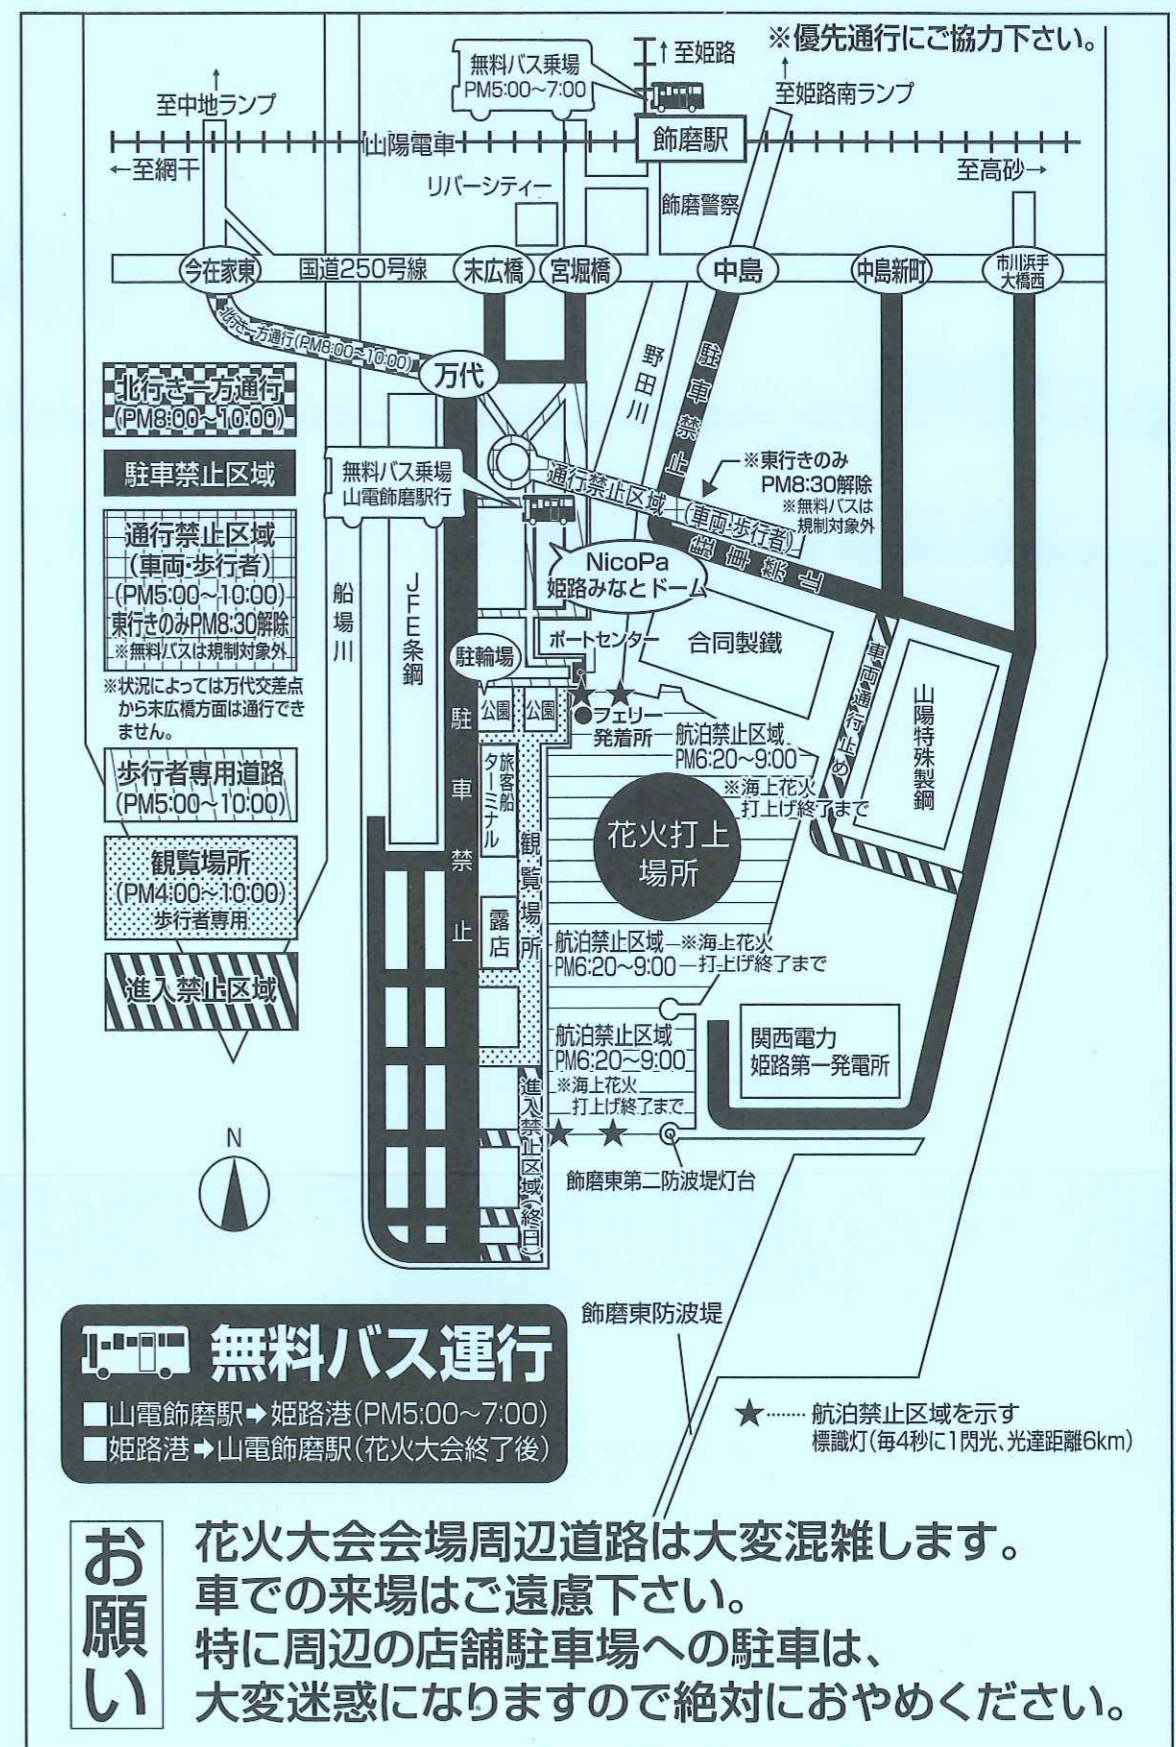 ※優先通行にご協力下さい。
無料バス乗場
PM5:00〜7:00
↑至姫路
至中地ランプ
至姫路南ランプ
山陽電車
飾磨駅
←至網干
至高砂→
リバーシティー
飾磨警察
今在家東
国道250号線
末広橋
宮堀橋
中島
中島新町
市川浜手
大橋西
北行き一方通行(PM8:00〜10:00)
万代
野田川
駐車禁止
北行き一方通行
(PM8:00〜10:00)
駐車禁止区域
通行禁止区域
(車両・歩行者)
(PM5:00〜10:00)
東行きのみPM8:30解除
※無料バスは規制対象外
※状況によっては万代交差点
から末広橋方面は通行でき
ません。
歩行者専用道路
(PM5:00〜10:00)
観覧場所
(PM4:00〜10:00)
歩行者専用
進入禁止区域
無料バス乗場
山電飾磨駅行
通行禁止区域(車両・歩行者)
※東行きのみ
PM8:30解除
※無料バスは
規制対象外
駐車禁止
NicoPa
姫路みなとドーム
船場川
JFE条鋼
駐輪場
ポートセンター
合同製鐵
車両通行止め
山陽特殊製鋼
公園
公園
●フェリー
発着所
航泊禁止区域
PM6:20〜9:00
※海上花火
打上げ終了まで
駐車禁止
旅客船
ターミナル
観覧場所
花火打上
場所
露店
航泊禁止区域
PM6:20〜9:00
※海上花火
打上げ終了まで
航泊禁止区域
PM6:20〜9:00
※海上花火
打上げ終了まで
関西電力
姫路第一発電所
進入禁止区域(終日)
飾磨東第二防波堤灯台
N
飾磨東防波堤
無料バス運行
■山電飾磨駅➡姫路港(PM5:00〜7:00)
■姫路港➡山電飾磨駅(花火大会終了後)
★……航泊禁止区域を示す
標識灯(毎4秒に1閃光、光達距離6km)
お願い
花火大会会場周辺道路は大変混雑します。
車での来場はご遠慮下さい。
特に周辺の店舗駐車場への駐車は、
大変迷惑になりますので絶対におやめください。